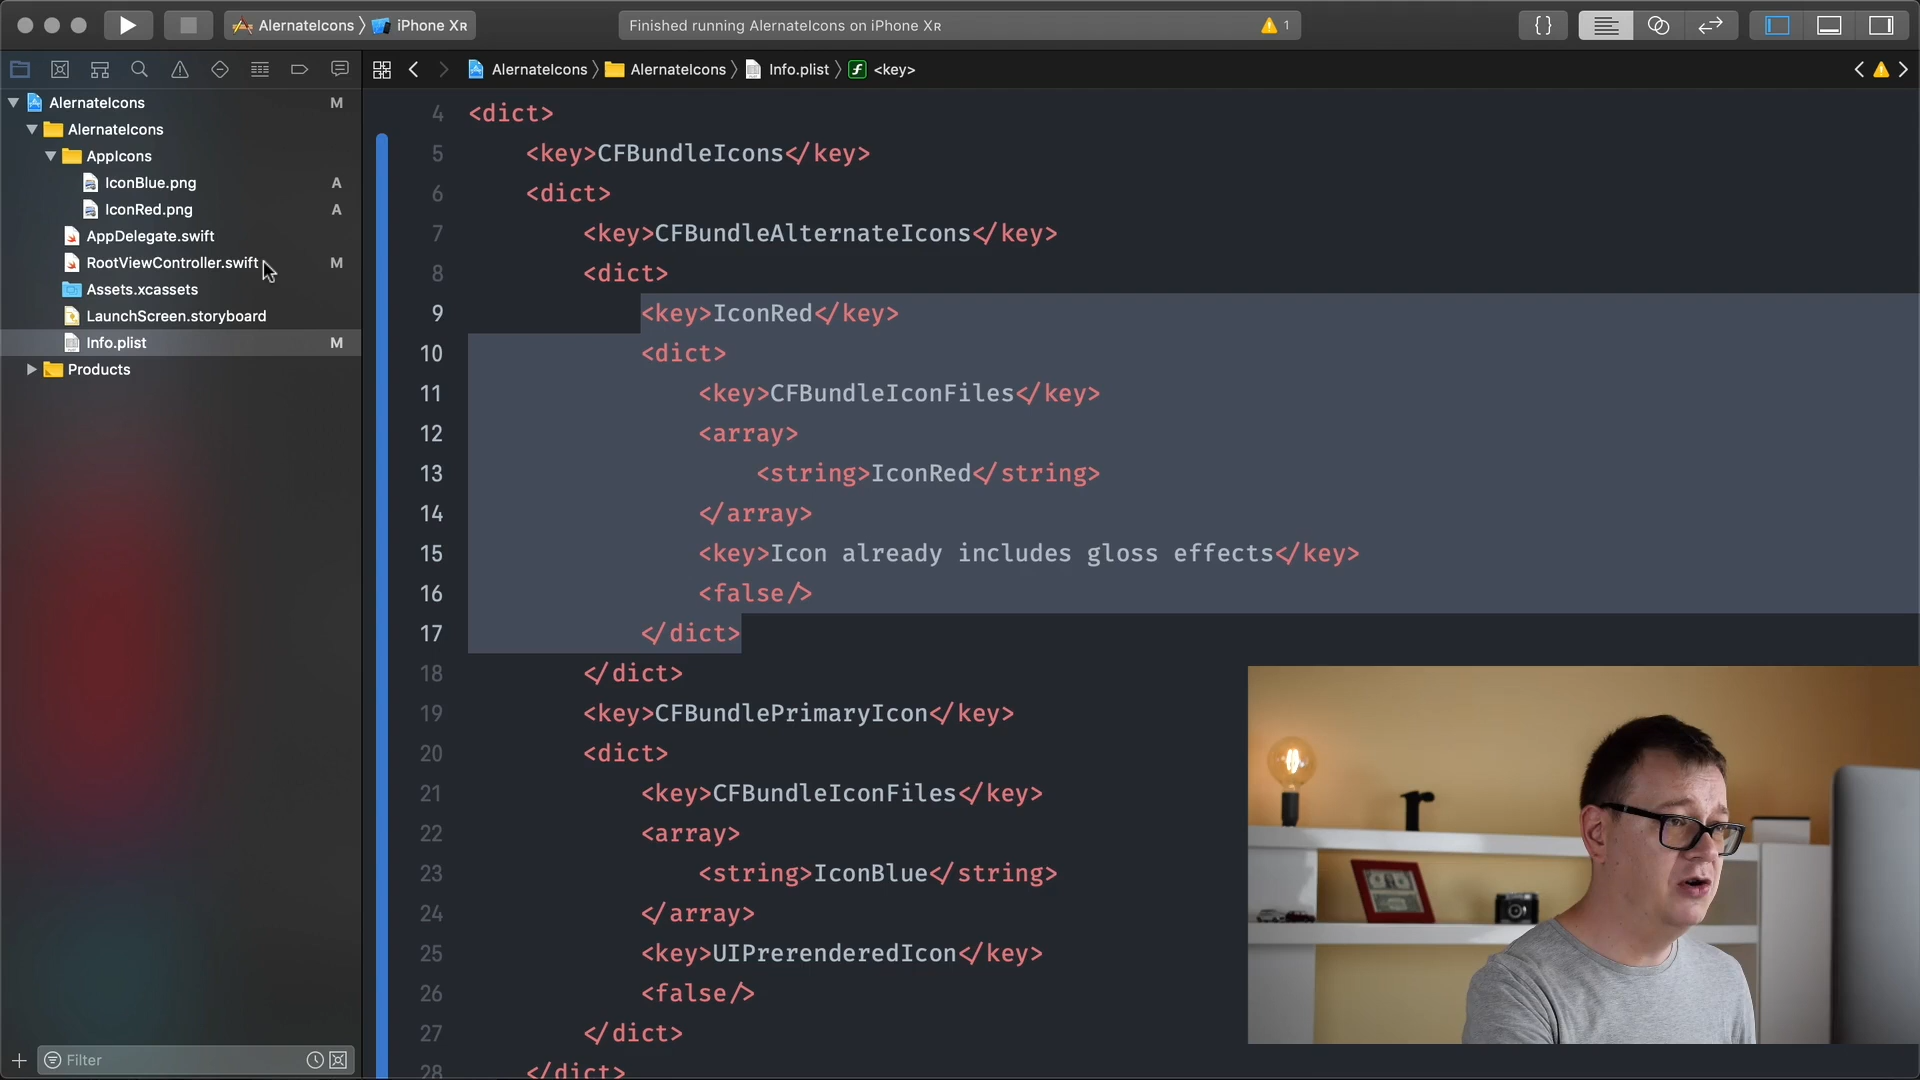 AlernateIcons
iPhone XR
Finished running AlernateIcons on iPhone XR
1
{}
AlernateIcons
AlernateIcons
Info.plist
<key>
AlernateIcons M
AlernateIcons
AppIcons
IconBlue.png A
IconRed.png A
AppDelegate.swift
RootViewController.swift M
Assets.xcassets
LaunchScreen.storyboard
Info.plist M
Products
Filter
4 <dict>
5 <key>CFBundleIcons</key>
6 <dict>
7 <key>CFBundleAlternateIcons</key>
8 <dict>
9 <key>IconRed</key>
10 <dict>
11 <key>CFBundleIconFiles</key>
12 <array>
13 <string>IconRed</string>
14 </array>
15 <key>Icon already includes gloss effects</key>
16 <false/>
17 </dict>
18 </dict>
19 <key>CFBundlePrimaryIcon</key>
20 <dict>
21 <key>CFBundleIconFiles</key>
22 <array>
23 <string>IconBlue</string>
24 </array>
25 <key>UIPrerenderedIcon</key>
26 <false/>
27 </dict>
28 </dict>